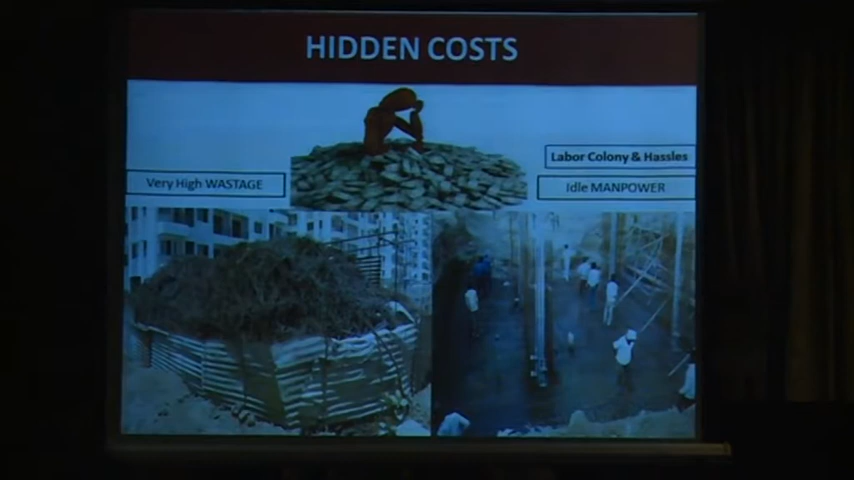 HIDDEN COSTS
Labor Colony & Hassles
Very High WASTAGE
Idle MANPOWER